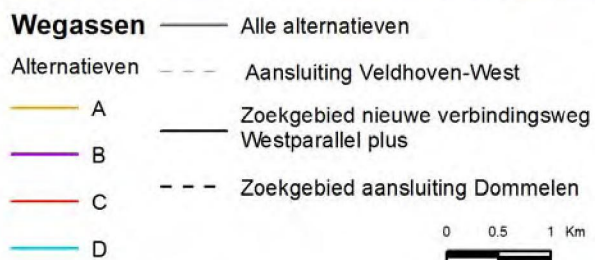 Wegassen
Alle alternatieven
Alternatieven
Aansluiting Veldhoven-West
A
Zoekgebied nieuwe verbindingsweg
Westparallel plus
B
Zoekgebied aansluiting Dommelen
C
D
0 0.5 1 Km